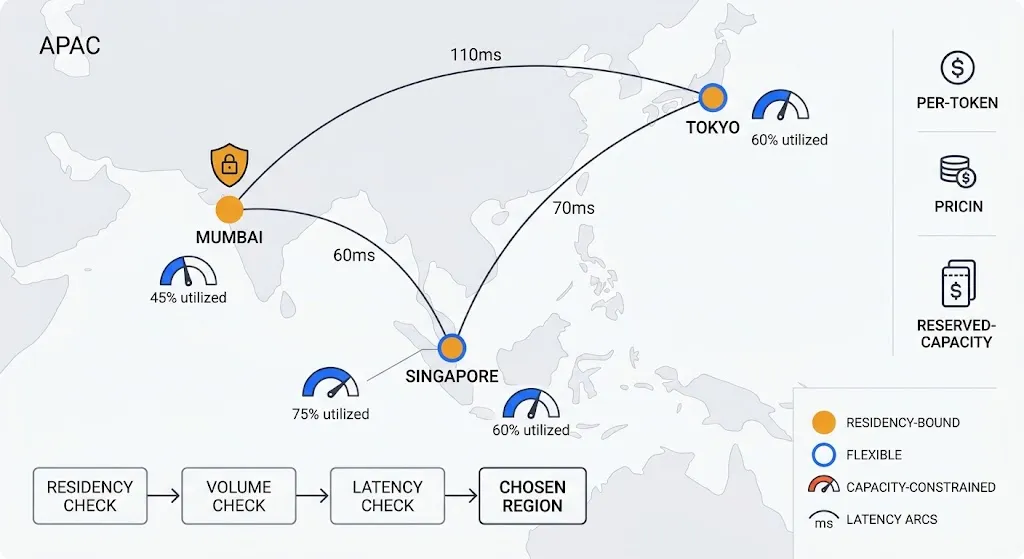 APAC
110ms
TOKYO
60% utilized
MUMBAI
45% utilized
60ms
70ms
SINGAPORE
75% utilized
60% utilized
PER-TOKEN
PRICIN
RESERVED-
CAPACITY
RESIDENCY-BOUND
FLEXIBLE
CAPACITY-CONSTRAINED
ms
LATENCY ARCS
RESIDENCY
CHECK
VOLUME
CHECK
LATENCY
CHECK
CHOSEN
REGION